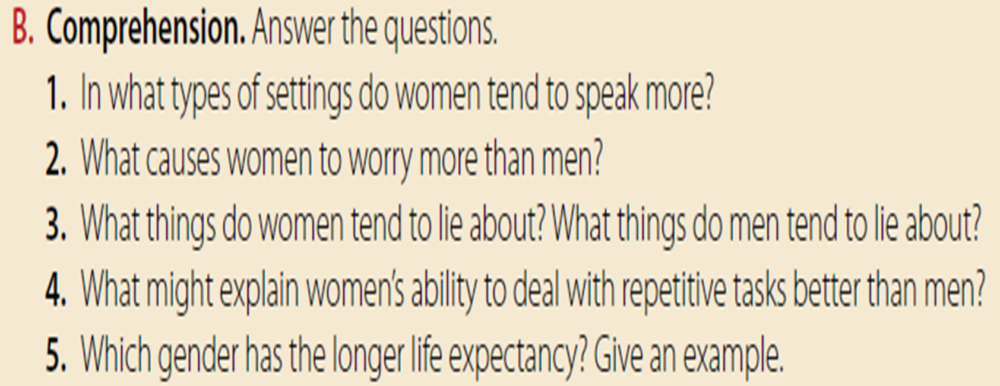 B. Comprehension. Answer the questions.
1. In what types of settings do women tend to speak more?
2. What causes women to worry more than men?
3. What things do women tend to lie about? What things do men tend to lie about?
4. What might explain women's ability to deal with repetitive tasks better than men?
5. Which gender has the longer life expectancy? Give an example.